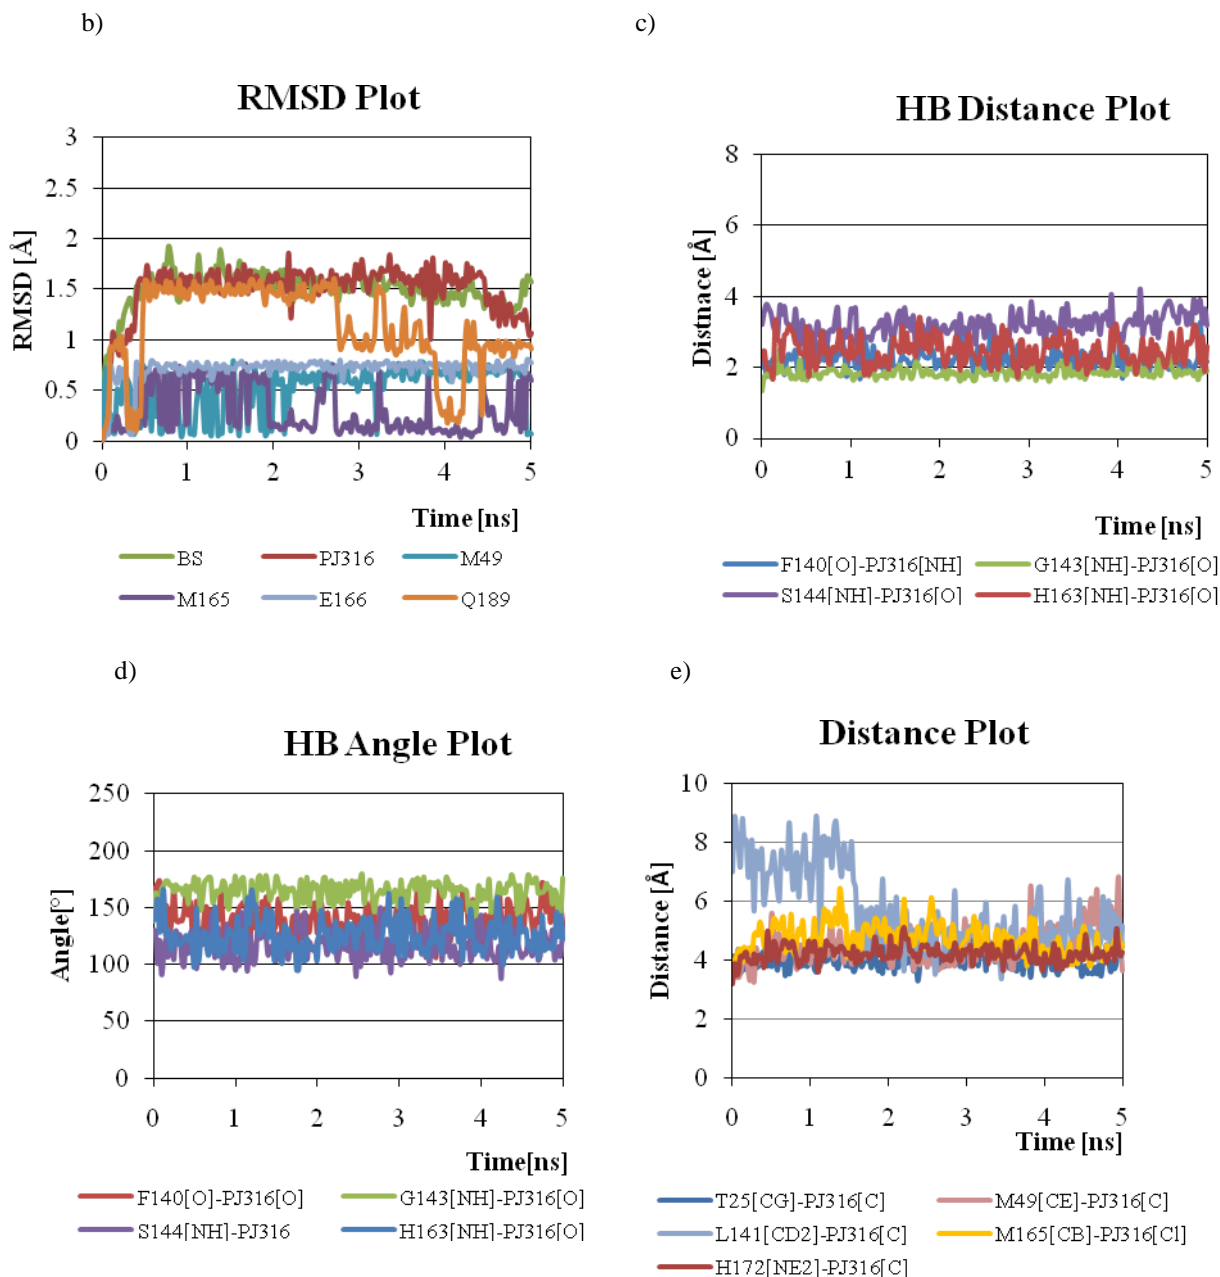 b)
c)
RMSD Plot
3
2.5
2
1.5
1
0.5
0
RMSD [Å]
0 1 2 3 4 5
Time [ns]
BS PJ316 M49
M165 E166 Q189
HB Distance Plot
8
6
4
2
0
Distnace [Å]
0 1 2 3 4 5
Time [ns]
F140[O]-PJ316[NH] G143[NH]-PJ316[O]
S144[NH]-PJ316[O] H163[NH]-PJ316[O]
d)
e)
HB Angle Plot
250
200
150
100
50
0
Angle[°]
0 1 2 3 4 5
Time[ns]
F140[O]-PJ316[O] G143[NH]-PJ316[O]
S144[NH]-PJ316 H163[NH]-PJ316[O]
Distance Plot
10
8
6
4
2
0
Distance [Å]
0 1 2 3 4 5
Time [ns]
T25[CG]-PJ316[C] M49[CE]-PJ316[C]
L141[CD2]-PJ316[C] M165[CB]-PJ316[Cl]
H172[NE2]-PJ316[C]